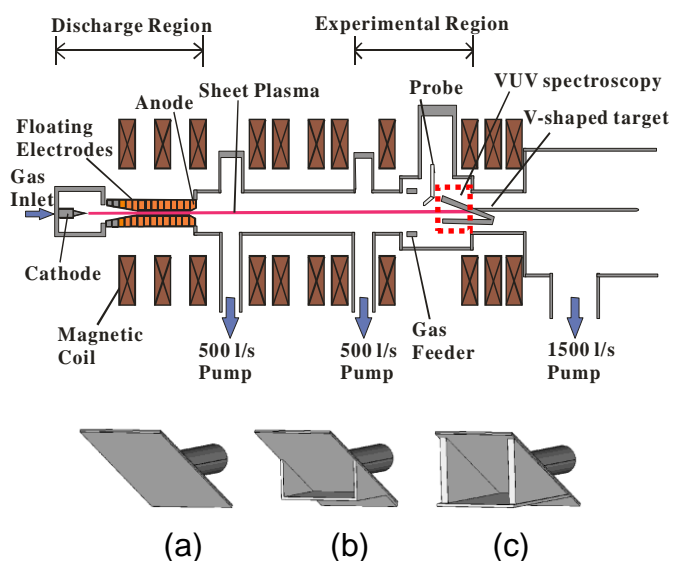 Discharge Region
Experimental Region
Anode
Sheet Plasma
Probe
VUV spectroscopy
V-shaped target
Floating
Electrodes
Gas
Inlet
Cathode
Magnetic
Coil
500 l/s
Pump
500 l/s
Pump
Gas
Feeder
1500 l/s
Pump
(a)
(b)
(c)